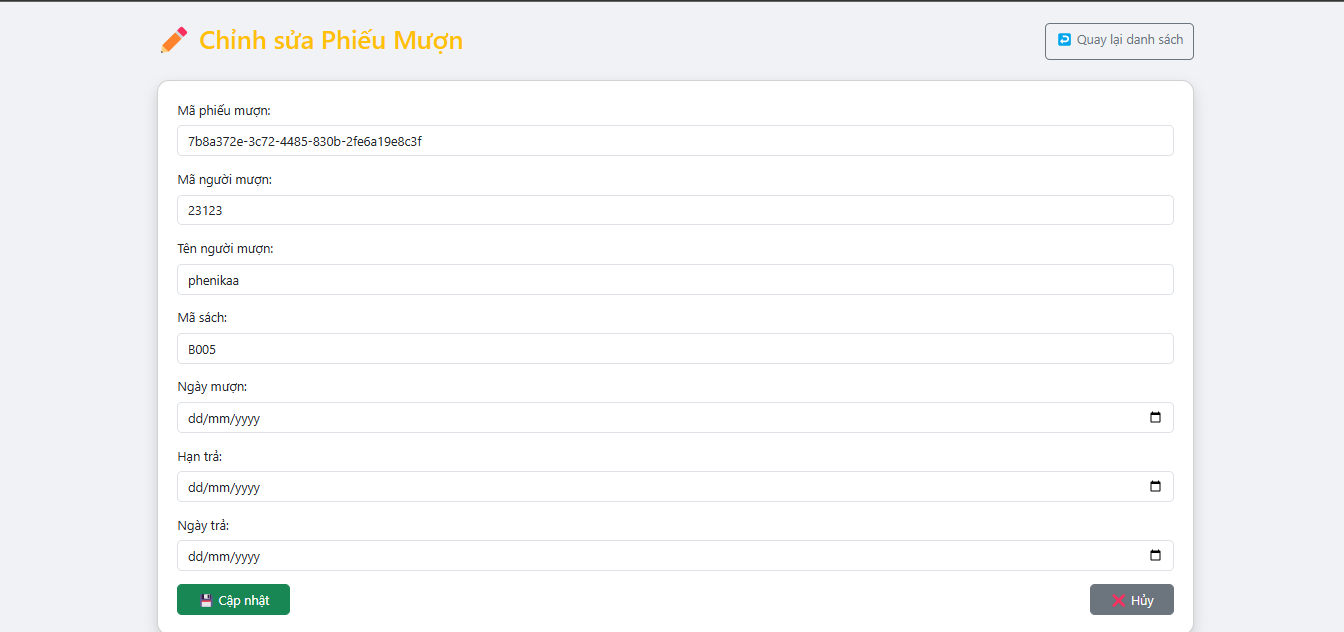 Chỉnh sửa Phiếu Mượn
Quay lại danh sách
Mã phiếu mượn:
7b8a372e-3c72-4485-830b-2fe6a19e8c3f
Mã người mượn:
23123
Tên người mượn:
phenikaa
Mã sách:
B005
Ngày mượn:
dd/mm/yyyy
Hạn trả:
dd/mm/yyyy
Ngày trả:
dd/mm/yyyy
Cập nhật
Hủy